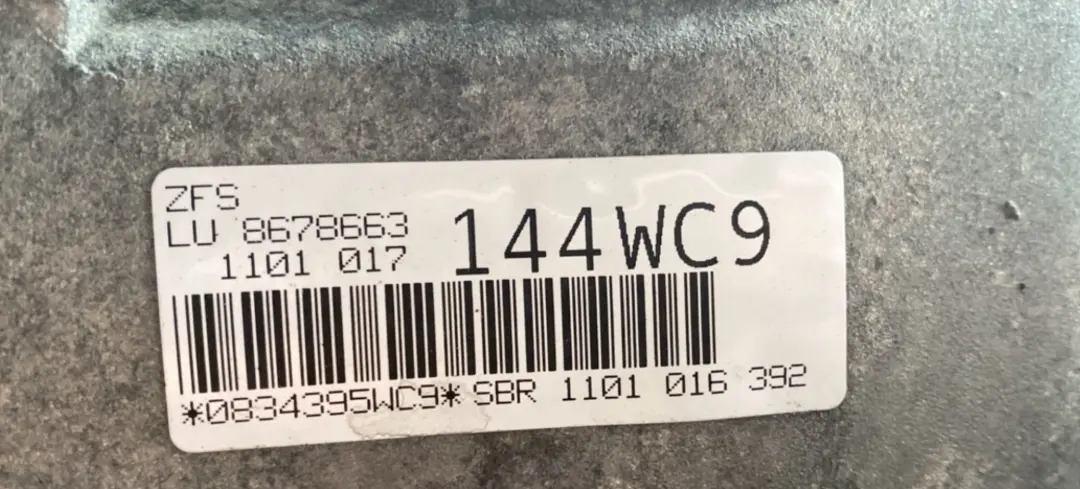 ZFS
LU 8678663
1101 017
144WC9
*0834395WC9* SBR 1101 016 392